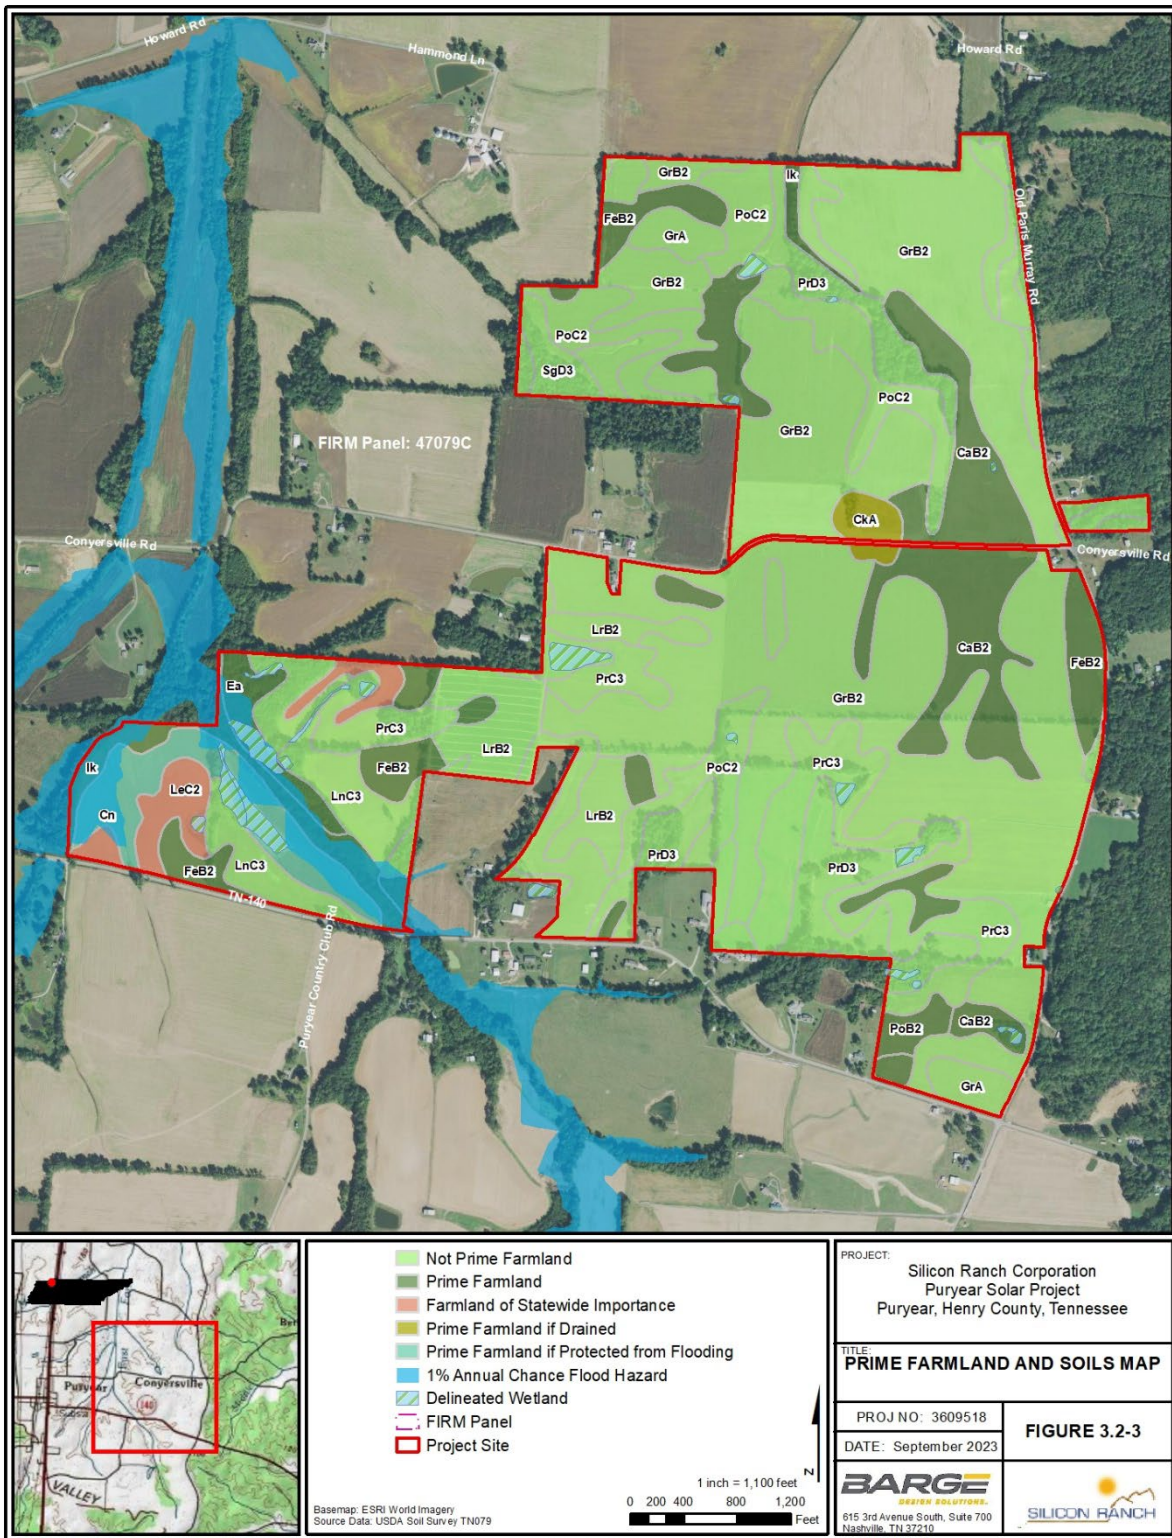 Howard Rd
Hammond Ln
Howard Rd
GrB2
Ik
FeB2
PoC2
GrA
Old Paris Murray Rd
GrB2
GrB2
PrD3
PoC2
SgD3
PoC2
GrB2
FIRM Panel: 47079C
CaB2
CkA
Conyersville Rd
Conyersville Rd
LrB2
CaB2
FeB2
PrC3
Ea
GrB2
PrC3
LrB2
Ik
FeB2
PoC2
PrC3
LeC2
LnC3
Cn
LrB2
PrD3
PrD3
LnC3
FeB2
TN-140
Puryear Country Club Rd
PrC3
PoB2
CaB2
GrA
Puryear
Conyersville
140
VALLEY
Not Prime Farmland
Prime Farmland
Farmland of Statewide Importance
Prime Farmland if Drained
Prime Farmland if Protected from Flooding
1% Annual Chance Flood Hazard
Delineated Wetland
FIRM Panel
Project Site
Z
1 inch = 1,100 feet
0 200 400 800 1,200
Feet
Basemap: ESRI World Imagery
Source Data: USDA Soil Survey TN079
PROJECT:
Silicon Ranch Corporation
Puryear Solar Project
Puryear, Henry County, Tennessee
TITLE:
PRIME FARMLAND AND SOILS MAP
PROJ NO: 3609518
DATE: September 2023
FIGURE 3.2-3
BARGE
DESIGN SOLUTIONS.
615 3rd Avenue South, Suite 700
Nashville, TN 37210
SILICON RANCH